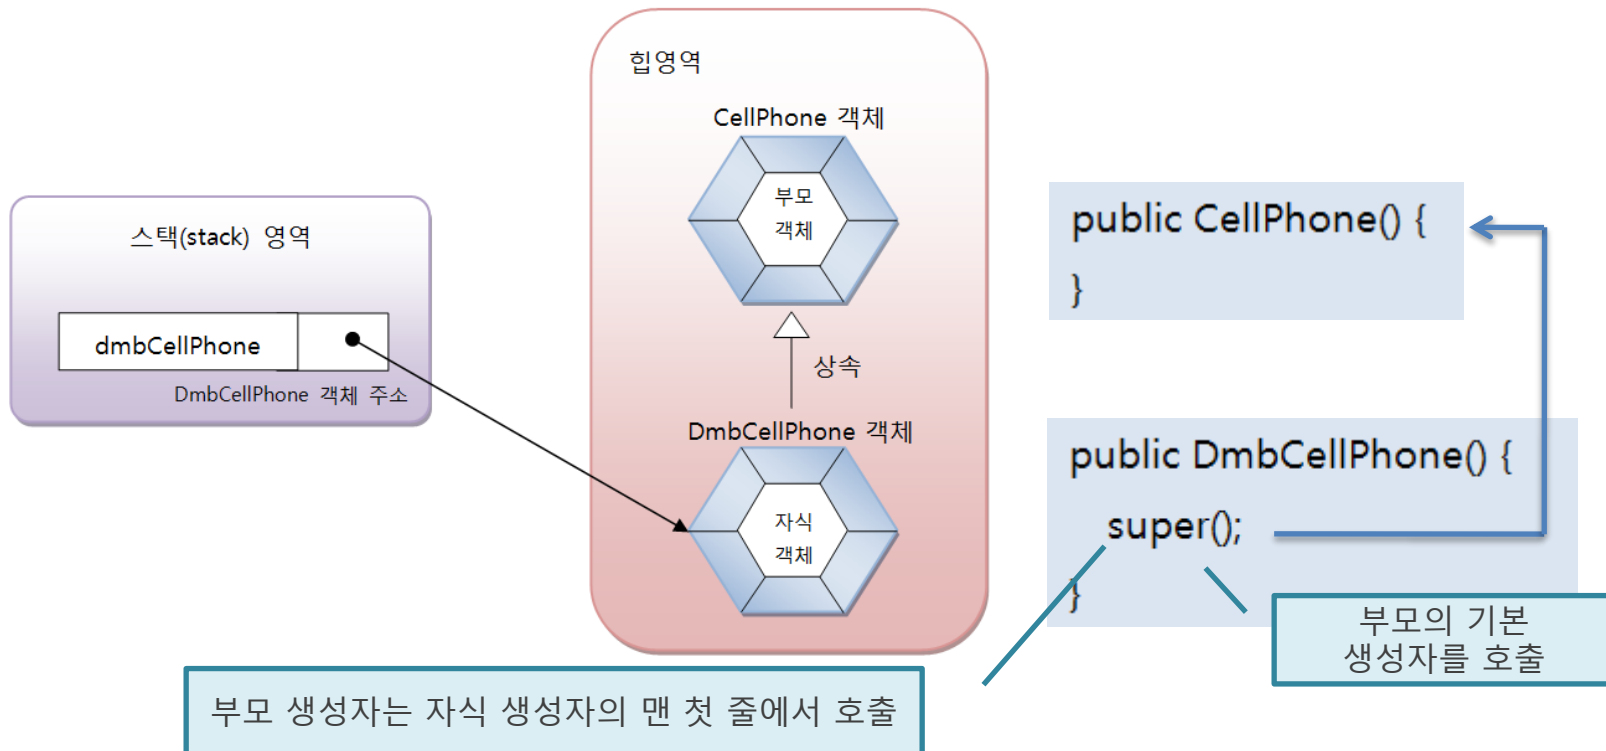 힙영역
CellPhone 객체
부모
객체
상속
DmbCellPhone 객체
자식
객체
스택(stack) 영역
dmbCellPhone
DmbCellPhone 객체 주소
public CellPhone() {
}
public DmbCellPhone() {
super();
}
부모의 기본
생성자를 호출
부모 생성자는 자식 생성자의 맨 첫 줄에서 호출